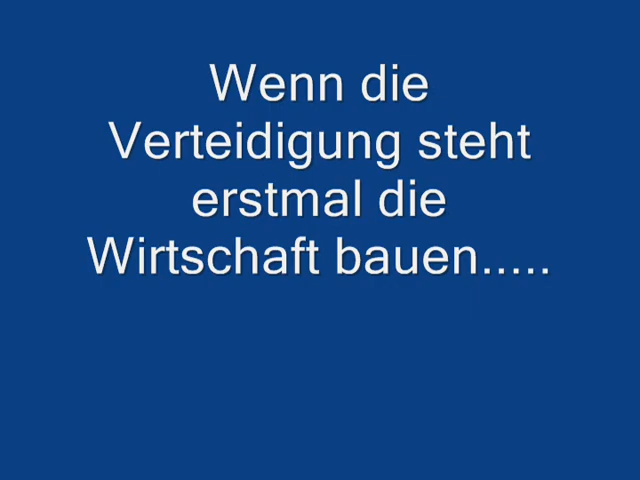 Wenn die
Verteidigung steht
erstmal die
Wirtschaft bauen.....